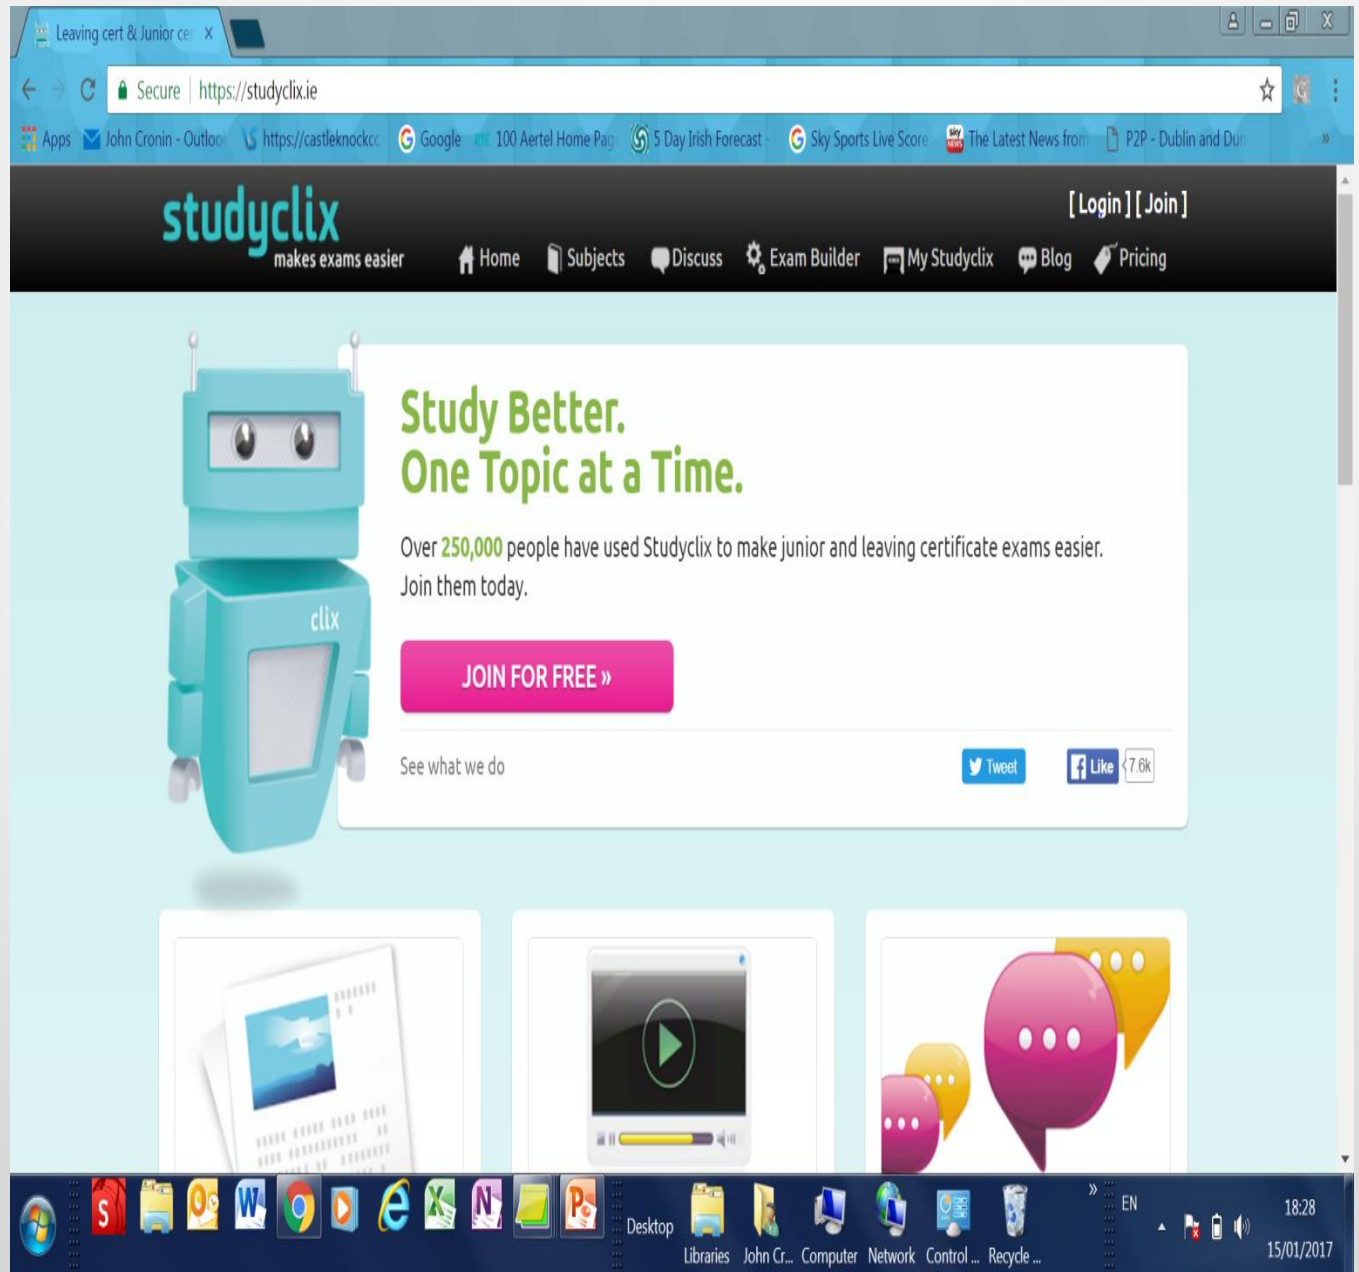 Leaving cert & Junior cer
Secure https://studyclix.ie
Apps John Cronin - Outloo https://castleknockcc Google 100 Aertel Home Pag 5 Day Irish Forecast - Sky Sports Live Score The Latest News from P2P - Dublin and Dun
studyclix
makes exams easier
[ Login ] [ Join ]
Home Subjects Discuss Exam Builder My Studyclix Blog Pricing
Study Better.
One Topic at a Time.
Over 250,000 people have used Studyclix to make junior and leaving certificate exams easier.
Join them today.
clix
JOIN FOR FREE »
See what we do
Tweet
Like 7.6k
Desktop
Libraries John Cr... Computer Network Control ... Recycle ...
EN
18:28
15/01/2017